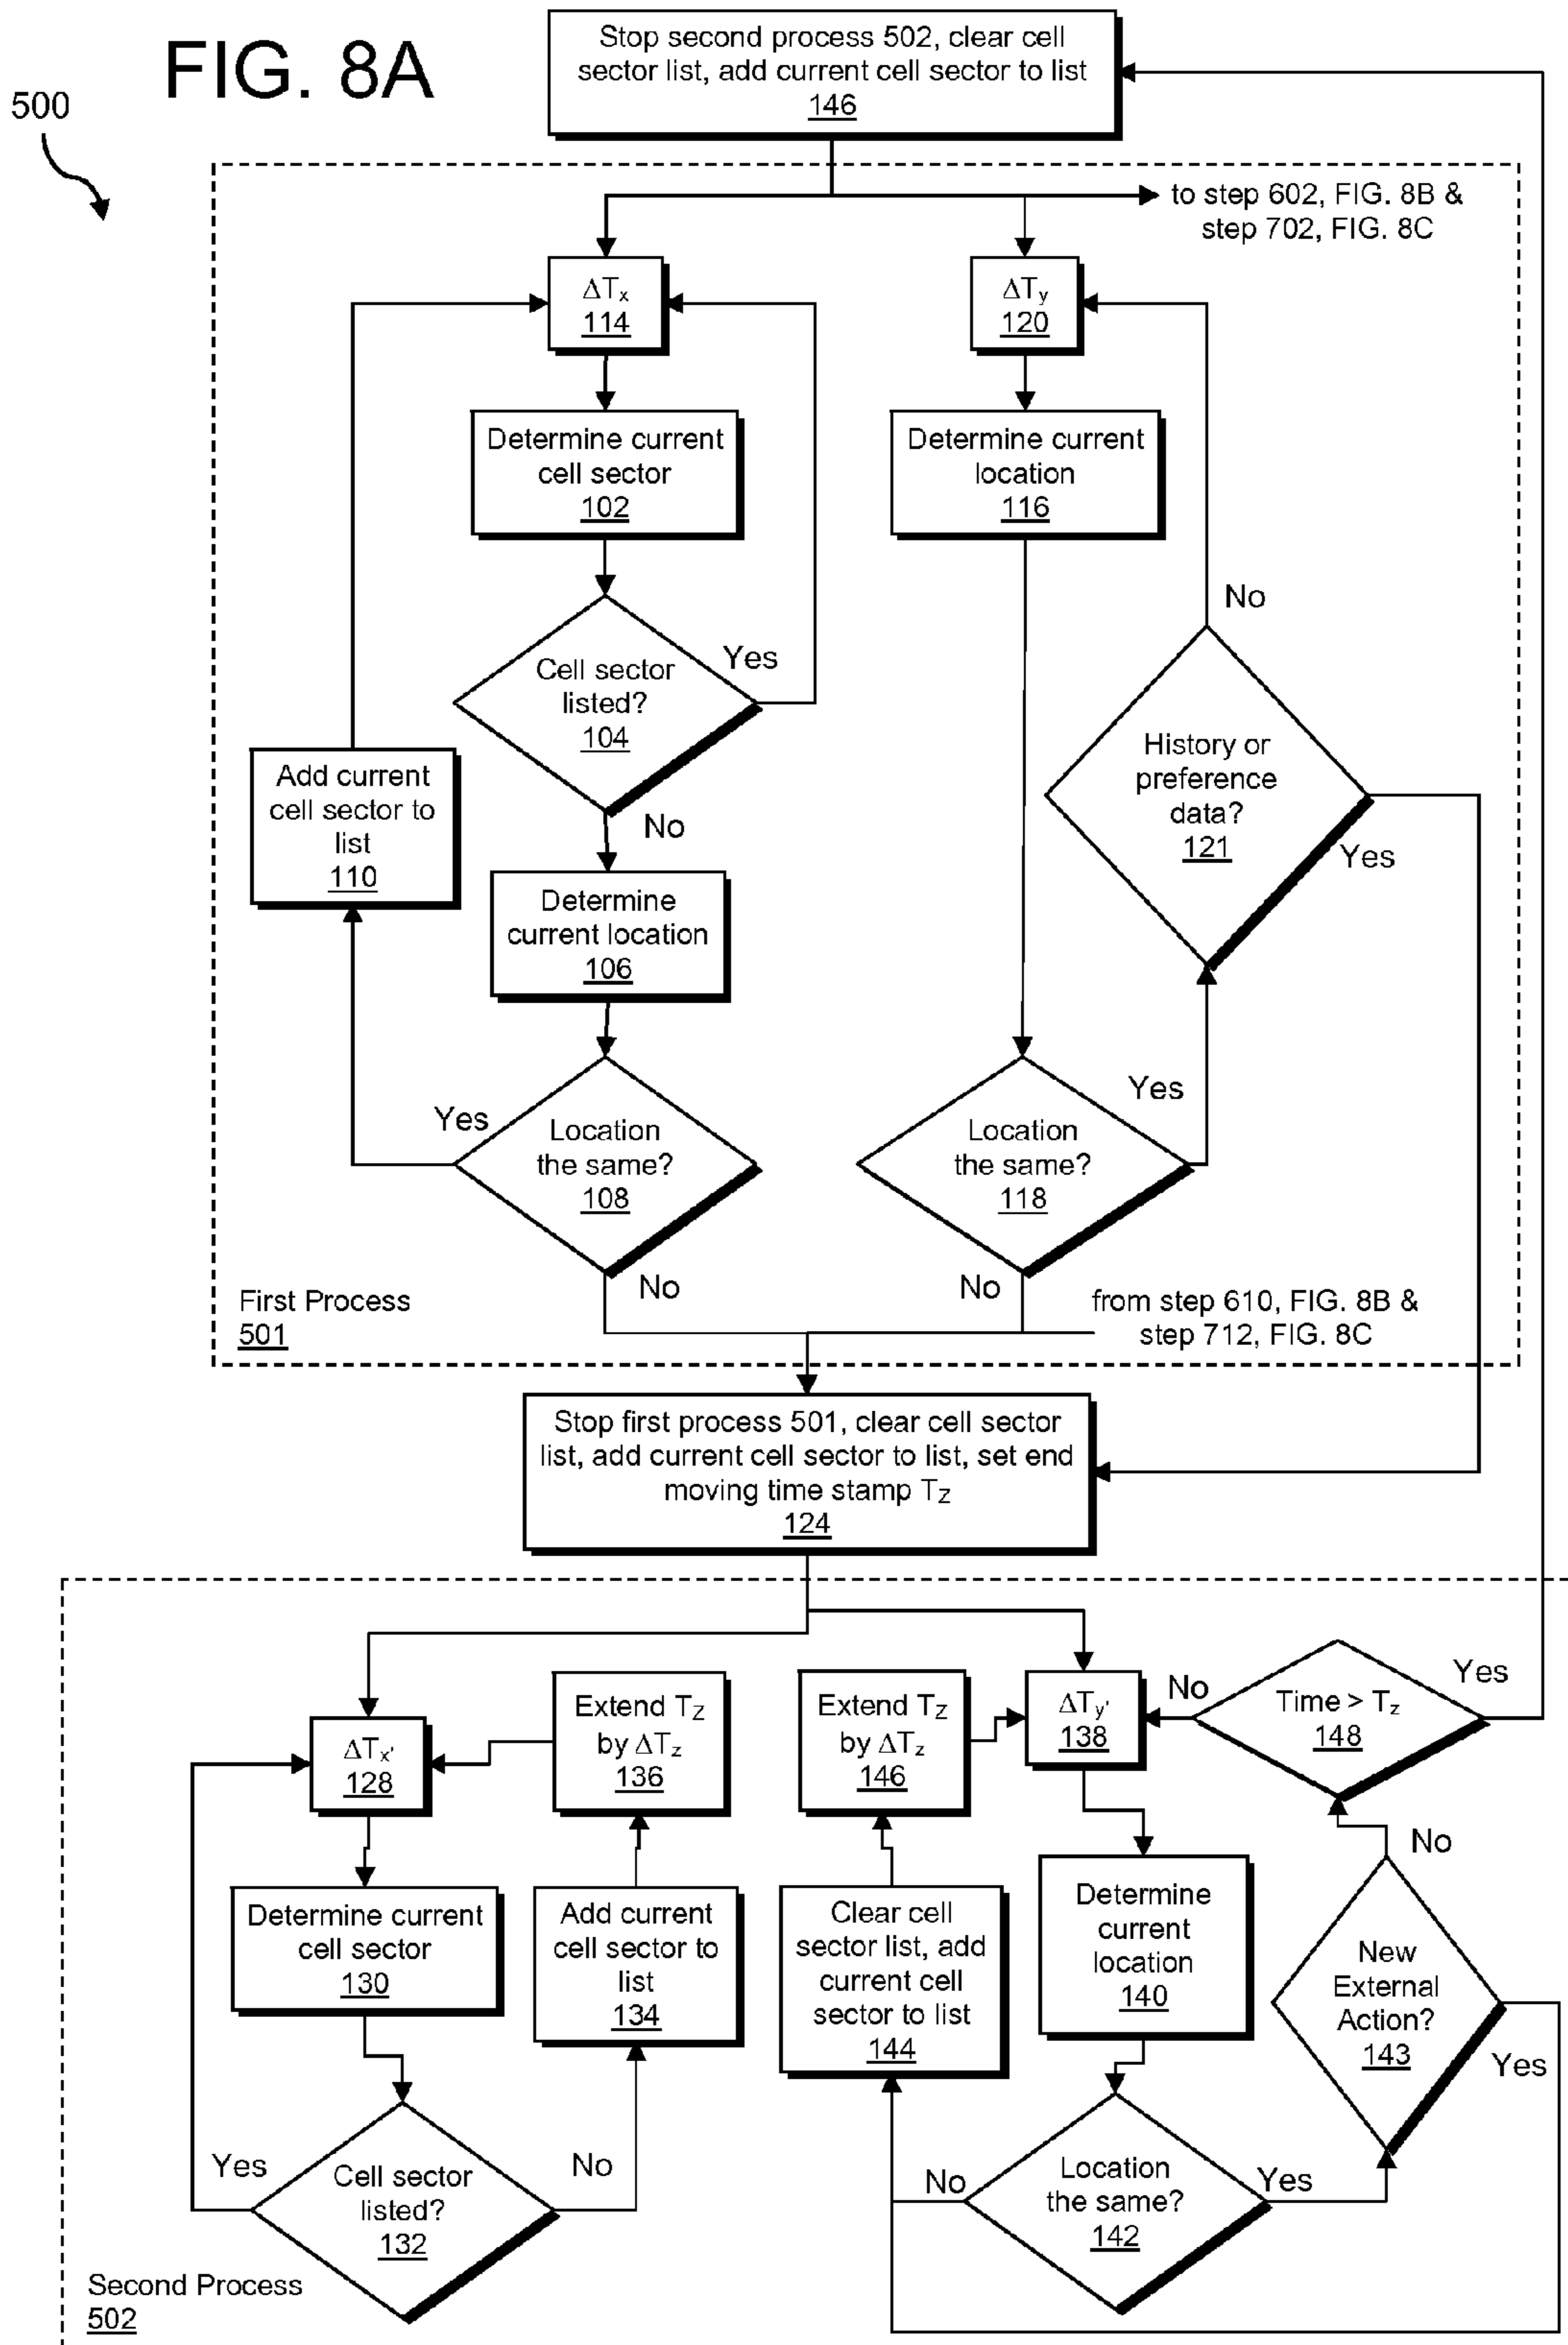 FIG. 8A
500
Stop second process 502, clear cell
sector list, add current cell sector to list
146
to step 602, FIG. 8B &
step 702, FIG. 8C
ΔTx
114
ΔTy
120
Determine current
cell sector
102
Determine current
location
116
No
Cell sector
listed?
104
Yes
History or
preference
data?
121
Yes
Add current
cell sector to
list
110
No
Determine
current location
106
Yes
Location
the same?
108
Yes
Location
the same?
118
No
No
First Process
501
from step 610, FIG. 8B &
step 712, FIG. 8C
Stop first process 501, clear cell sector
list, add current cell sector to list, set end
moving time stamp TZ
124
ΔTx'
128
Extend TZ
by ΔTz
136
Extend TZ
by ΔTz
146
ΔTy'
138
No
Time > Tz
148
Yes
No
Determine current
cell sector
130
Add current
cell sector to
list
134
Clear cell
sector list, add
current cell
sector to list
144
Determine
current
location
140
New
External
Action?
143
Yes
Yes
Cell sector
listed?
132
No
No
Location
the same?
142
Yes
Second Process
502